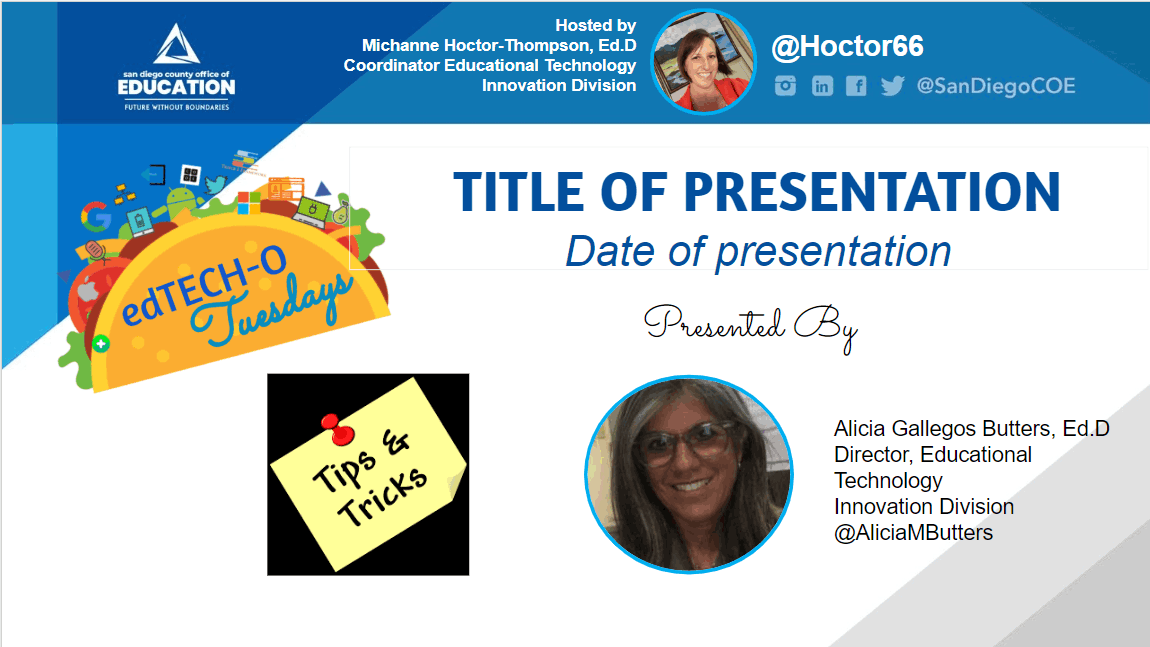 san diego county office of
EDUCATION
FUTURE WITHOUT BOUNDARIES
Hosted by
Michanne Hoctor-Thompson, Ed.D
Coordinator Educational Technology
Innovation Division
@Hoctor66
@SanDiegoCOE
TITLE OF PRESENTATION
Date of presentation
edTECH-O
Tuesdays
Presented By
Tips &
Tricks
Alicia Gallegos Butters, Ed.D
Director, Educational
Technology
Innovation Division
@AliciaMButters